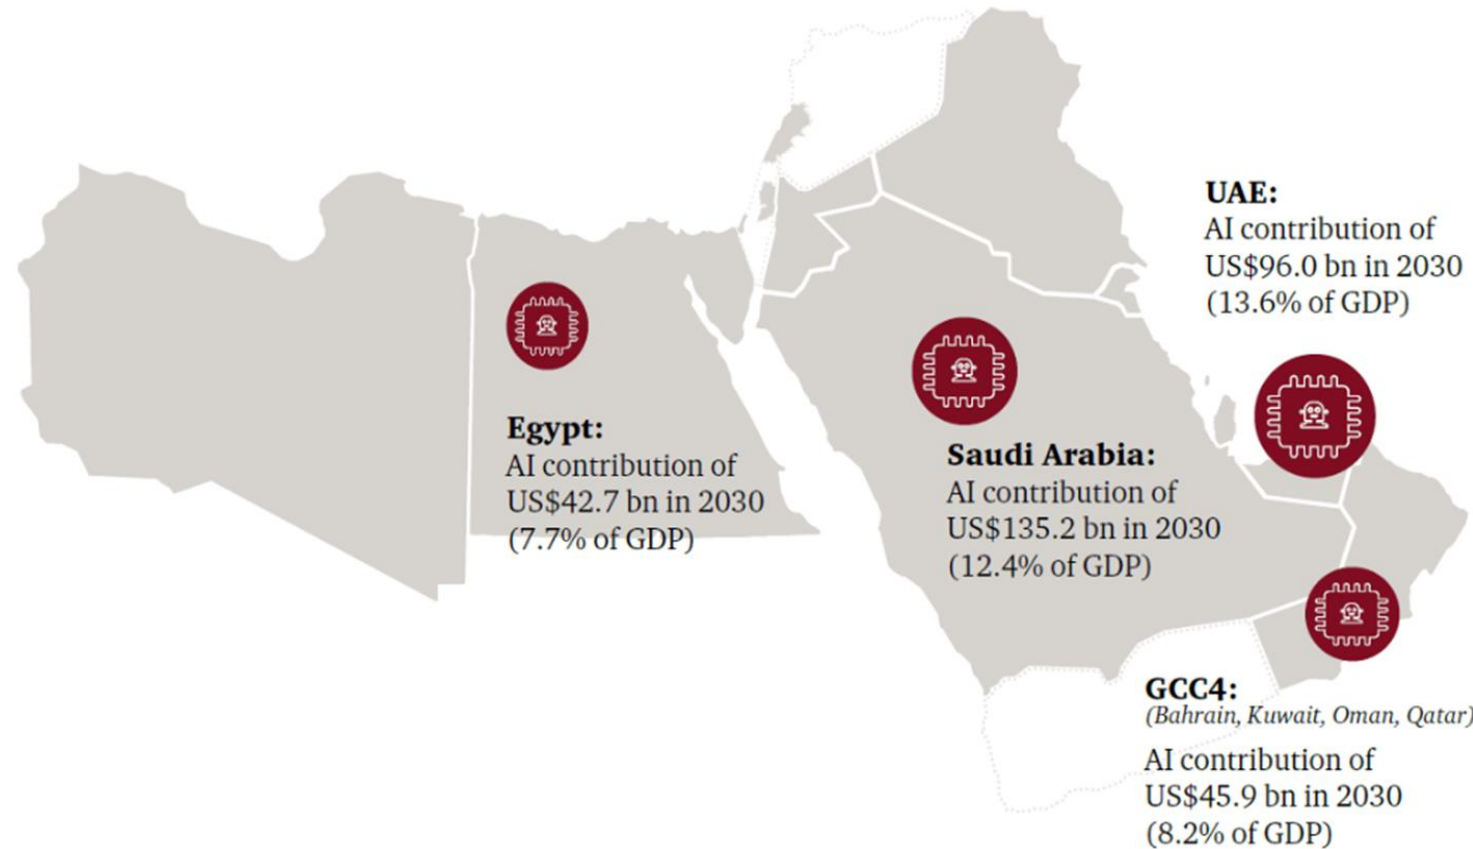 UAE:
AI contribution of
US$96.0 bn in 2030
(13.6% of GDP)
Egypt:
AI contribution of
US$42.7 bn in 2030
(7.7% of GDP)
Saudi Arabia:
AI contribution of
US$135.2 bn in 2030
(12.4% of GDP)
GCC4:
(Bahrain, Kuwait, Oman, Qatar)
AI contribution of
US$45.9 bn in 2030
(8.2% of GDP)